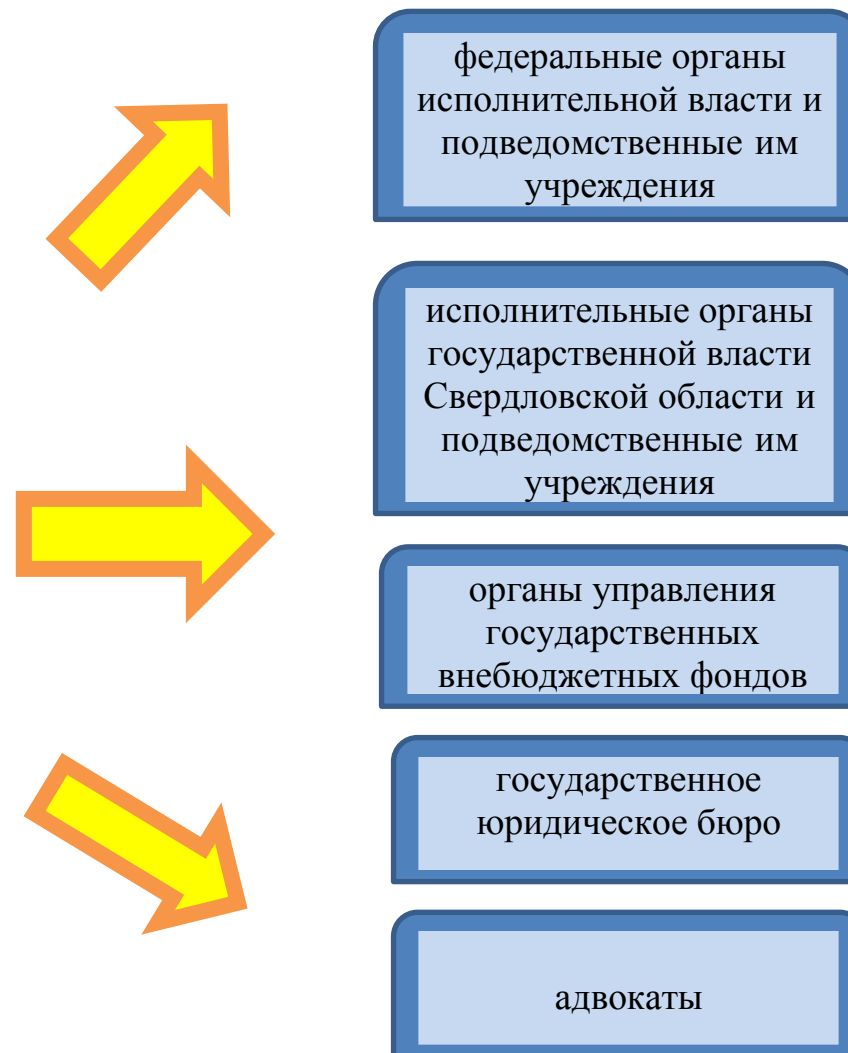 федеральные органы
исполнительной власти и
подведомственные им
учреждения
исполнительные органы
государственной власти
Свердловской области и
подведомственные им
учреждения
органы управления
государственных
внебюджетных фондов
государственное
юридическое бюро
адвокаты